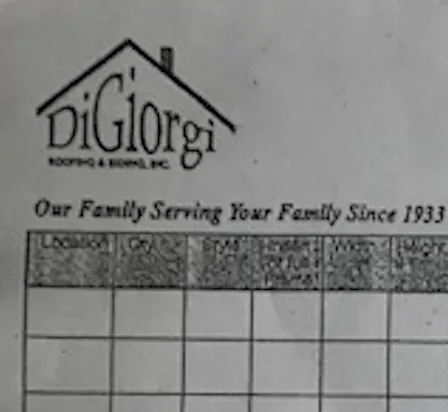 DiGiorgi
ROOFING & SIDING, INC.
Our Family Serving Your Family Since 1933
Location Qty Style Width Height